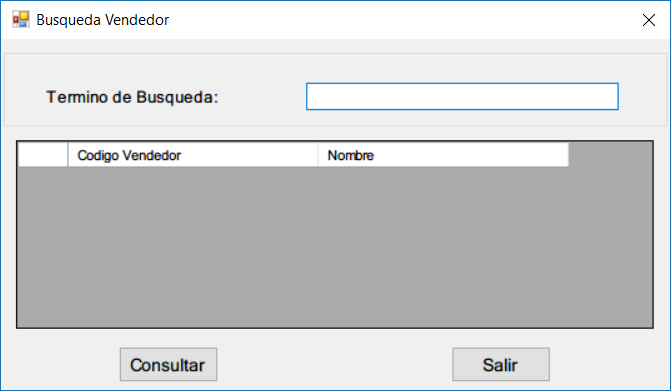 Busqueda Vendedor
Termino de Busqueda:
Codigo Vendedor Nombre
Consultar Salir